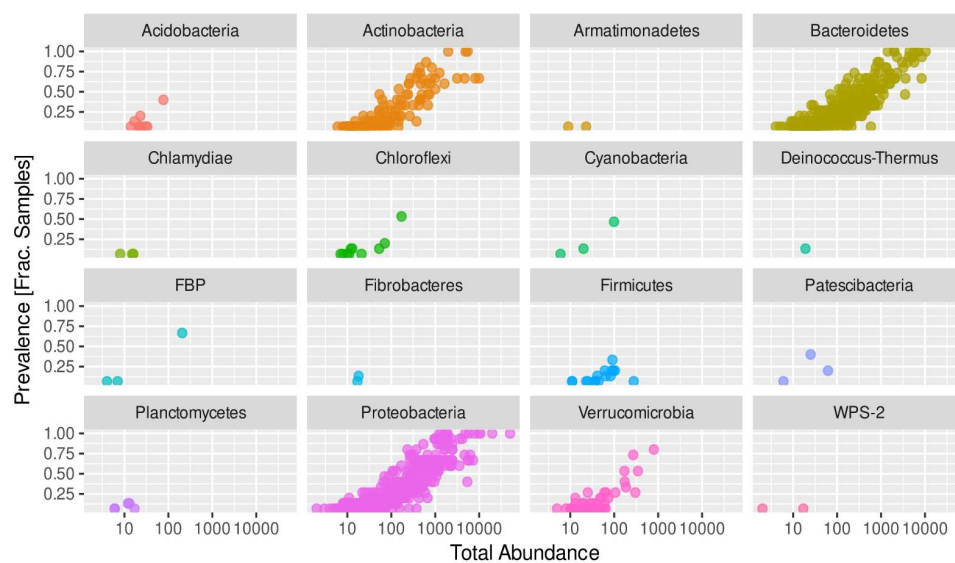 Acidobacteria Actinobacteria Armatimonadetes Bacteroidetes
1.00
0.75
0.50
0.25
Chlamydiae Chloroflexi Cyanobacteria Deinococcus-Thermus
1.00
0.75
0.50
0.25
Prevalence [Frac. Samples]
FBP Fibrobacteres Firmicutes Patescibacteria
1.00
0.75
0.50
0.25
Planctomycetes Proteobacteria Verrucomicrobia WPS-2
1.00
0.75
0.50
0.25
10 100 1000 10000 10 100 1000 10000 10 100 1000 10000 10 100 1000 10000
Total Abundance